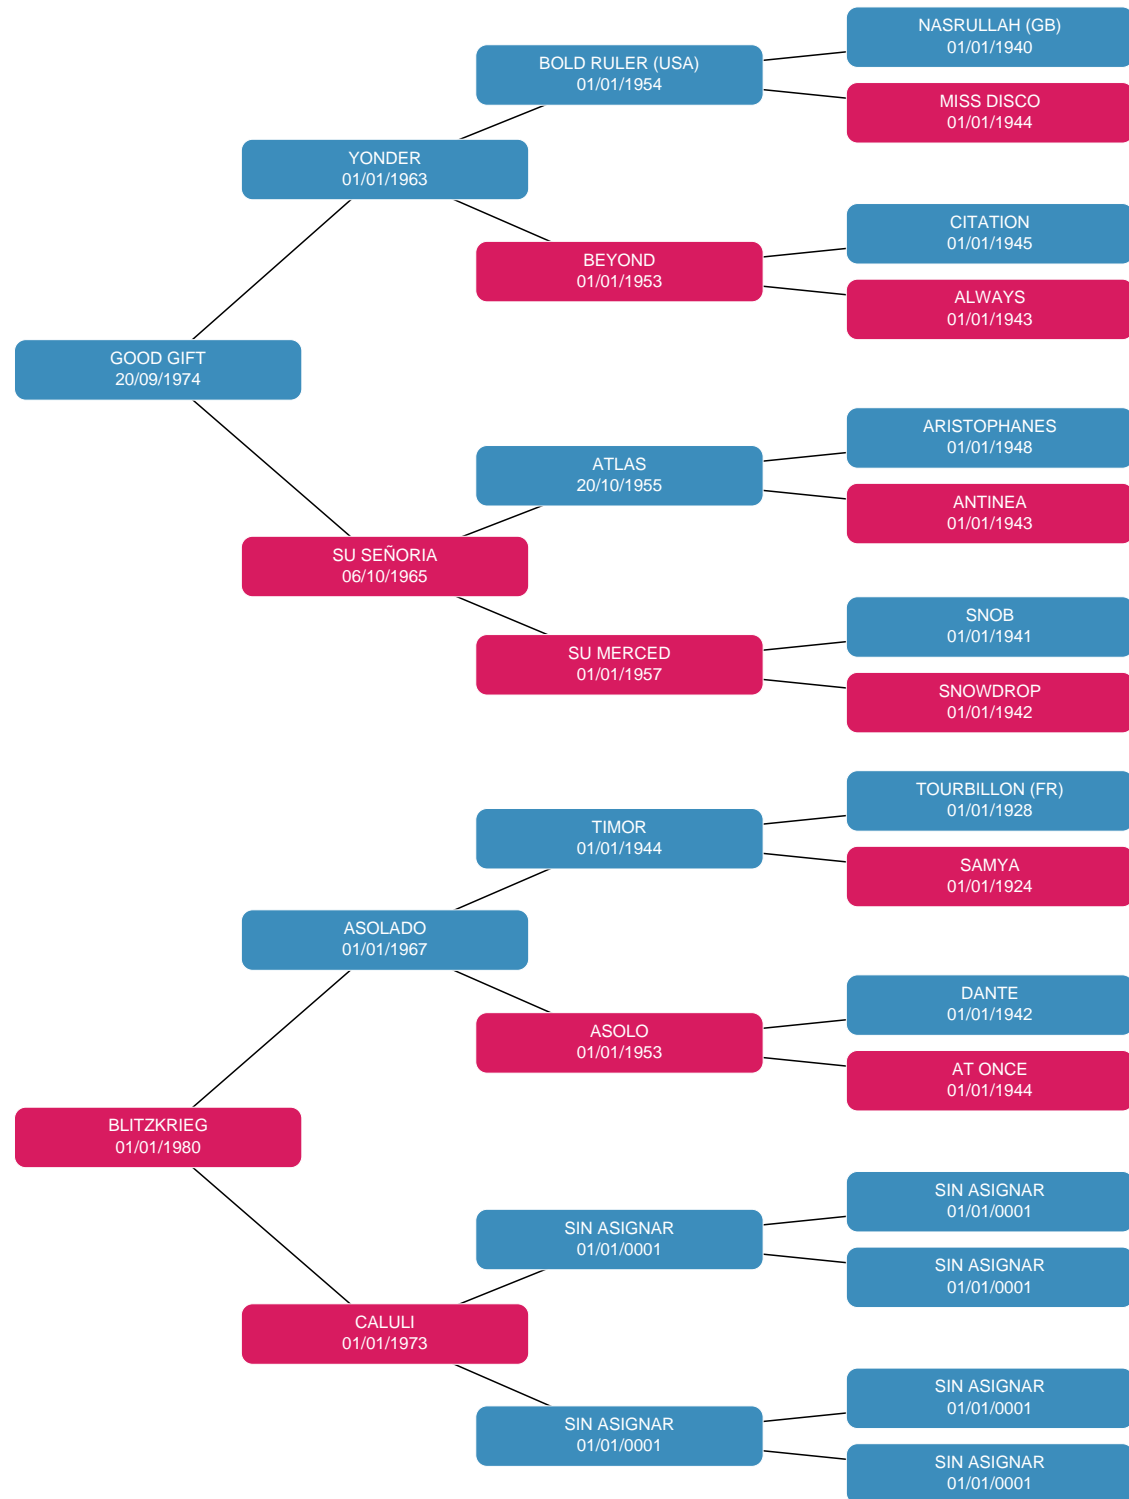 NASRULLAH (GB)
01/01/1940
BOLD RULER (USA)
01/01/1954
MISS DISCO
01/01/1944
YONDER
01/01/1963
CITATION
01/01/1945
BEYOND
01/01/1953
ALWAYS
01/01/1943
GOOD GIFT
20/09/1974
ARISTOPHANES
01/01/1948
ATLAS
20/10/1955
ANTINEA
01/01/1943
SU SEÑORIA
06/10/1965
SNOB
01/01/1941
SU MERCED
01/01/1957
SNOWDROP
01/01/1942
TOURBILLON (FR)
01/01/1928
TIMOR
01/01/1944
SAMYA
01/01/1924
ASOLADO
01/01/1967
DANTE
01/01/1942
ASOLO
01/01/1953
AT ONCE
01/01/1944
BLITZKRIEG
01/01/1980
SIN ASIGNAR
01/01/0001
SIN ASIGNAR
01/01/0001
SIN ASIGNAR
01/01/0001
CALULI
01/01/1973
SIN ASIGNAR
01/01/0001
SIN ASIGNAR
01/01/0001
SIN ASIGNAR
01/01/0001